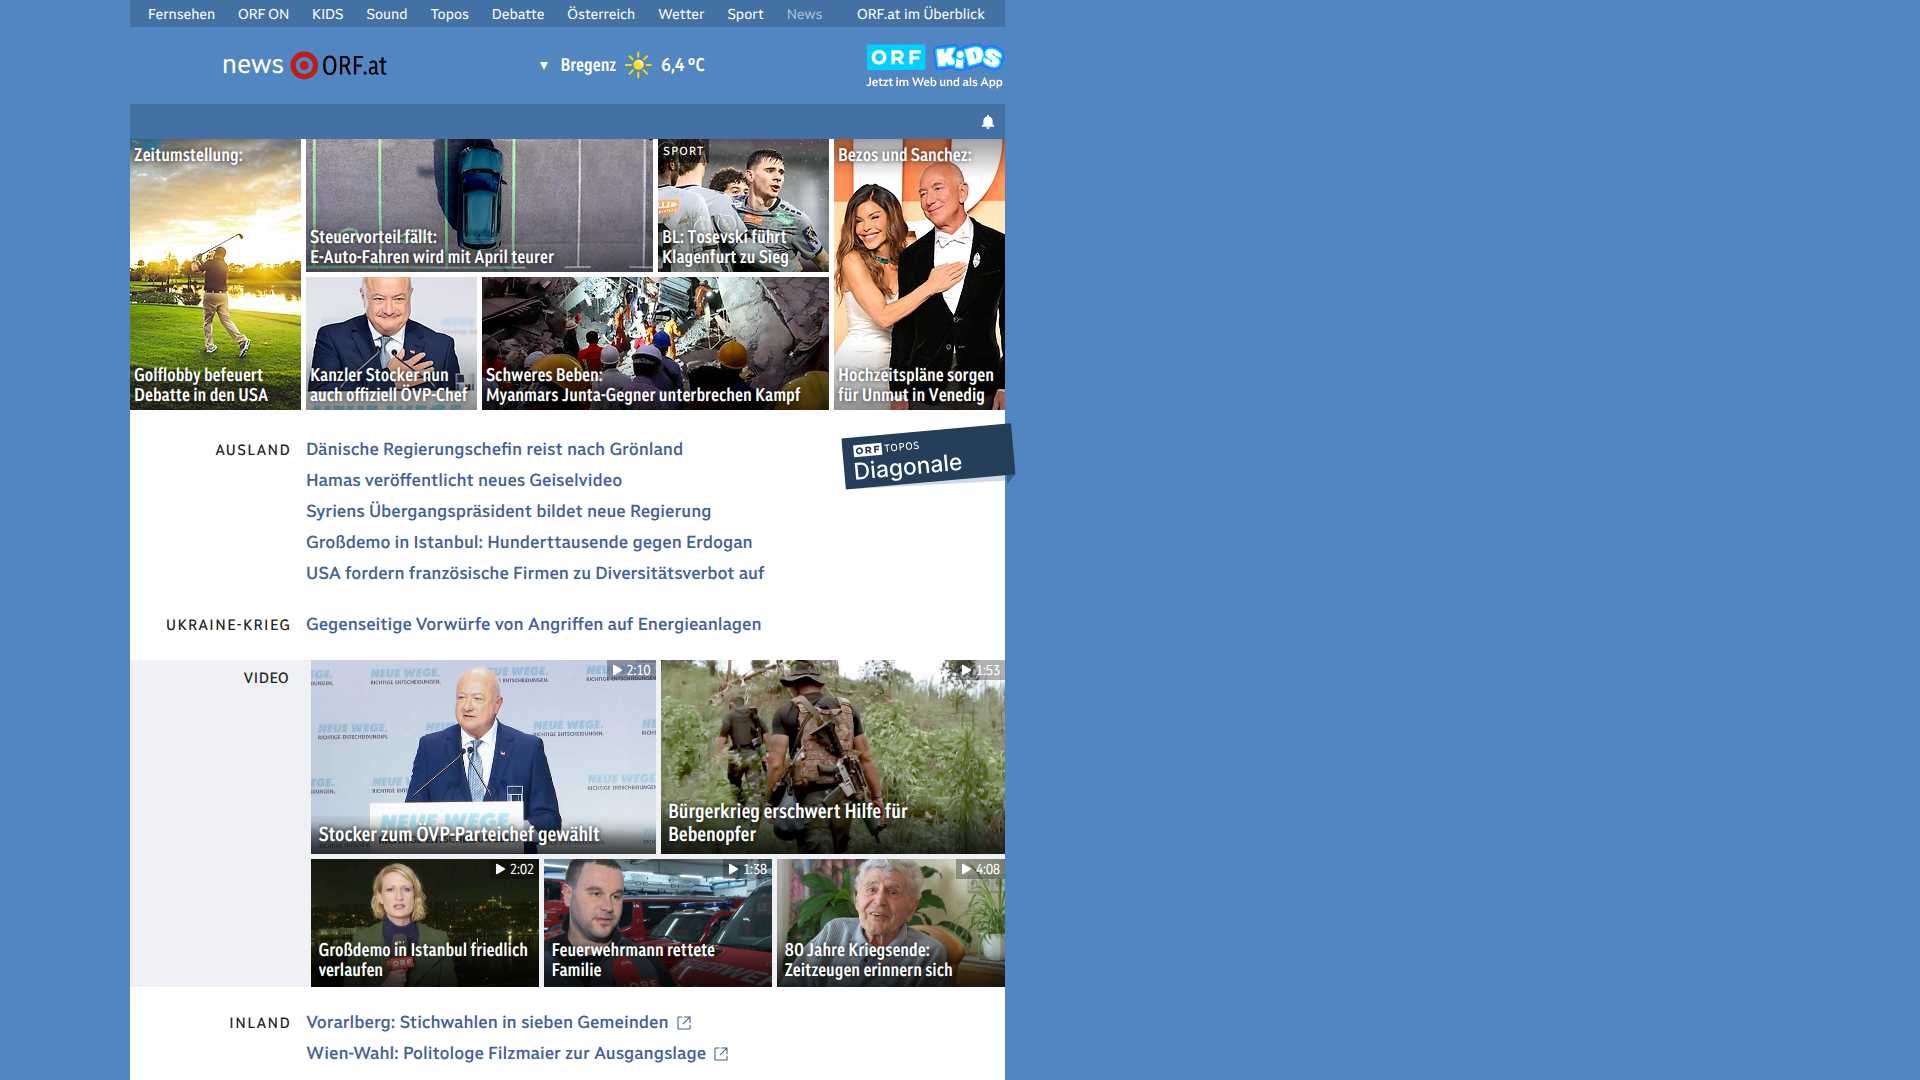 Fernsehen ORF ON KIDS Sound Topos Debatte Österreich Wetter Sport News ORF.at im Überblick
news ORF.at
Bregenz 6,4 °C
ORF KiDS
Jetzt im Web und als App
Zeitumstellung:
Golflobby befeuert
Debatte in den USA
Steuervorteil fällt:
E-Auto-Fahren wird mit April teurer
SPORT
BL: Tosevski führt
Klagenfurt zu Sieg
Bezos und Sanchez:
Hochzeitspläne sorgen
für Unmut in Venedig
Kanzler Stocker nun
auch offiziell ÖVP-Chef
Schweres Beben:
Myanmars Junta-Gegner unterbrechen Kampf
AUSLAND
Dänische Regierungschefin reist nach Grönland
Hamas veröffentlicht neues Geiselvideo
Syriens Übergangspräsident bildet neue Regierung
Großdemo in Istanbul: Hunderttausende gegen Erdogan
USA fordern französische Firmen zu Diversitätsverbot auf
ORF TOPOS
Diagonale
UKRAINE-KRIEG
Gegenseitige Vorwürfe von Angriffen auf Energieanlagen
VIDEO
2:10
NEUE WEGE.
RICHTIGE ENTSCHEIDUNGEN.
Stocker zum ÖVP-Parteichef gewählt
1:53
Bürgerkrieg erschwert Hilfe für
Bebenopfer
2:02
Großdemo in Istanbul friedlich
verlaufen
1:38
Feuerwehrmann rettete
Familie
4:08
80 Jahre Kriegsende:
Zeitzeugen erinnern sich
INLAND
Vorarlberg: Stichwahlen in sieben Gemeinden
Wien-Wahl: Politologe Filzmaier zur Ausgangslage